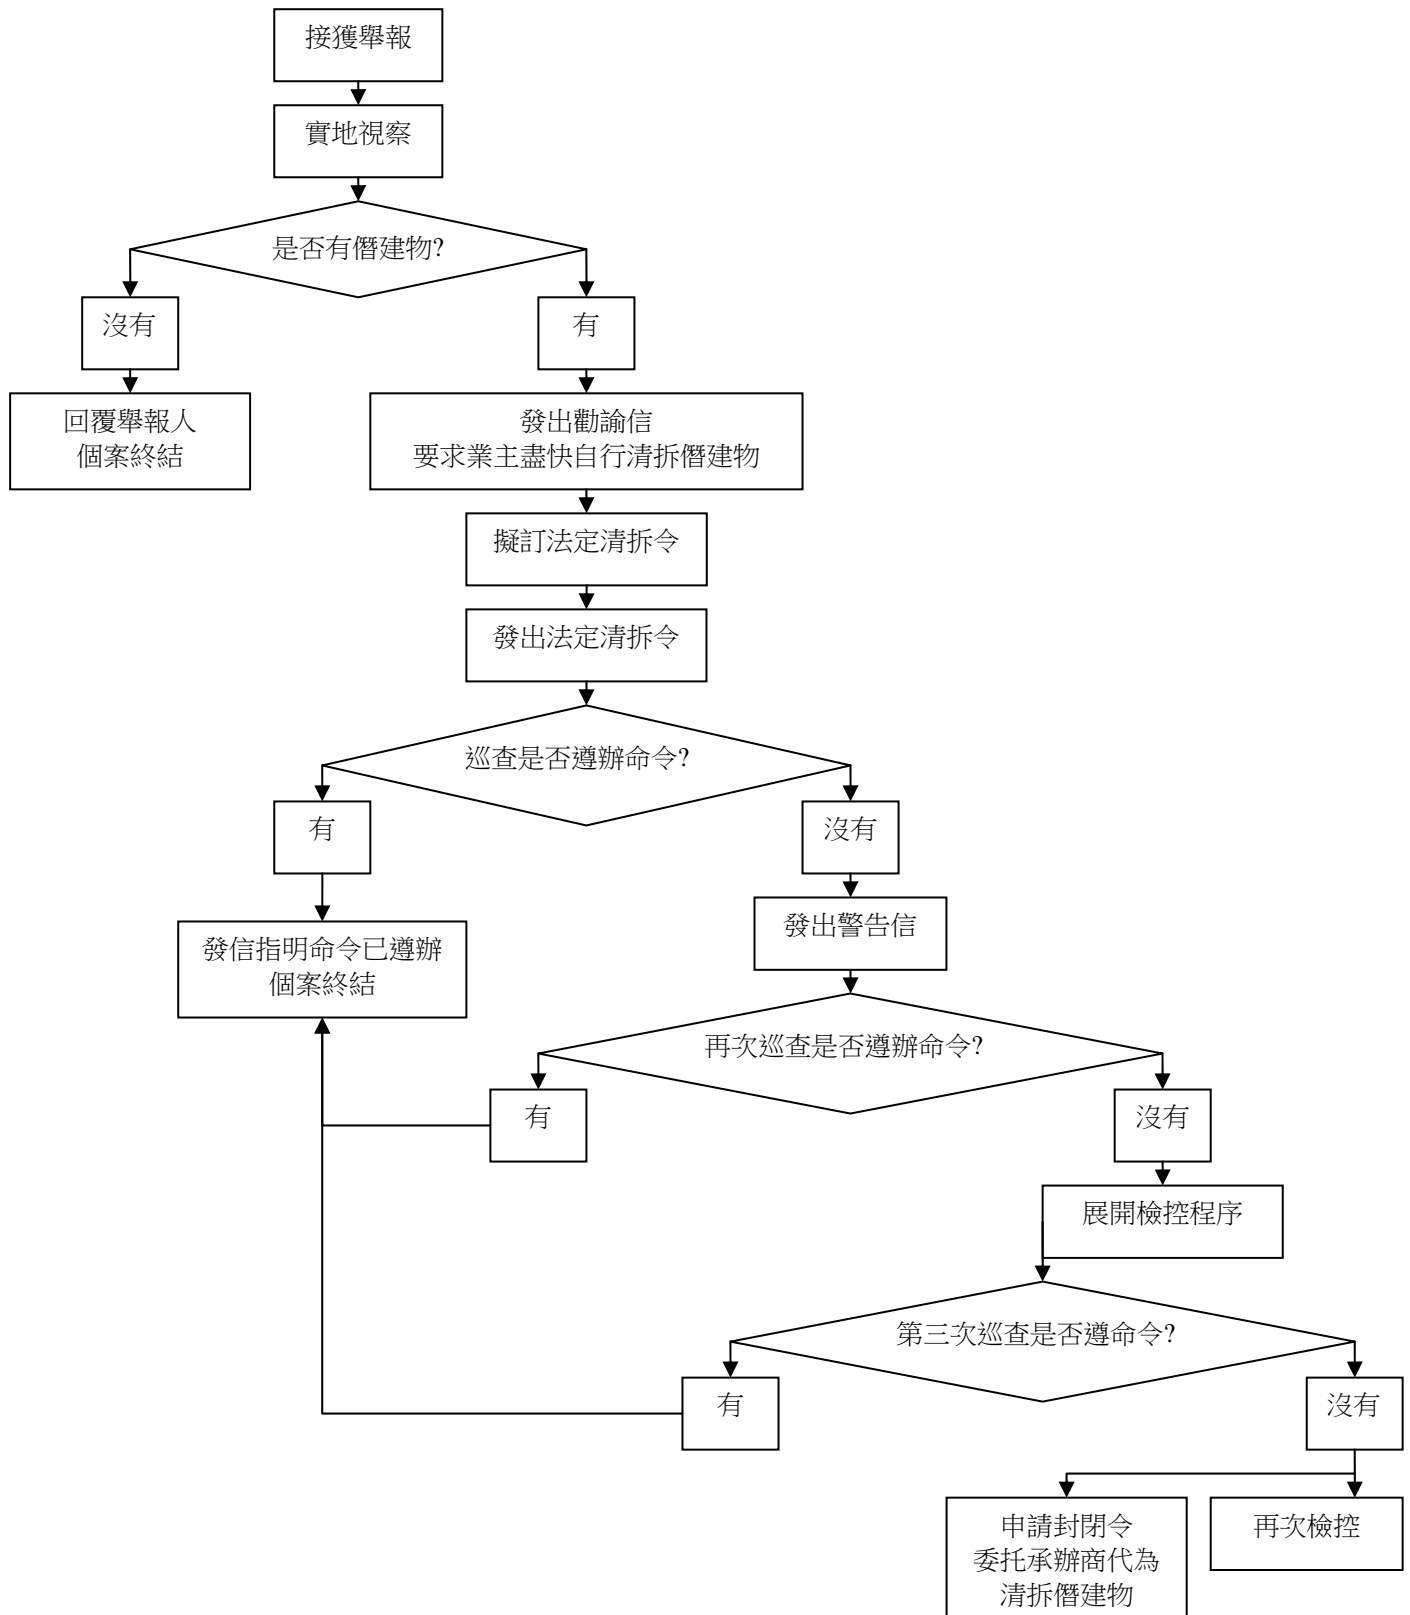 接獲舉報
實地視察
是否有僭建物?
沒有
有
回覆舉報人
個案終結
發出勸諭信
要求業主盡快自行清拆僭建物
擬訂法定清拆令
發出法定清拆令
巡查是否遵辦命令?
有
沒有
發信指明命令已遵辦
個案終結
發出警告信
再次巡查是否遵辦命令?
有
沒有
展開檢控程序
第三次巡查是否遵命令?
有
沒有
申請封閉令
委托承辦商代為
清拆僭建物
再次檢控